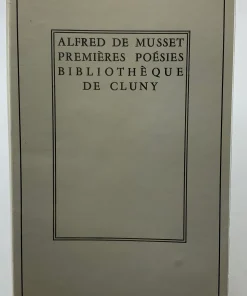 ALFRED DE MUSSET
PREMIÈRES POÉSIES
BIBLIOTHÈQUE
DE CLUNY